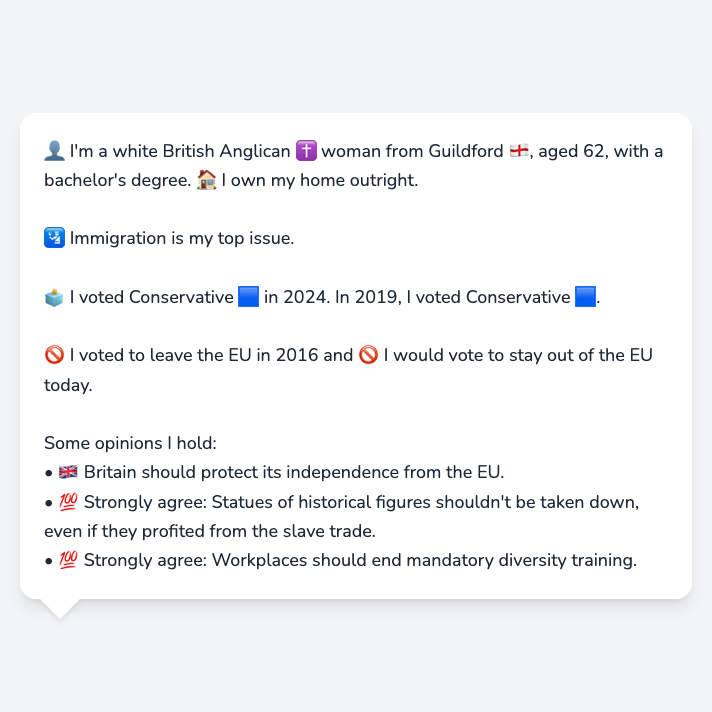 👤 I'm a white British Anglican ✝️ woman from Guildford 🏴󠁧󠁢󠁥󠁮󠁧󠁿, aged 62, with a
bachelor's degree. 🏠 I own my home outright.
🛂 Immigration is my top issue.
🗳️ I voted Conservative 🟦 in 2024. In 2019, I voted Conservative 🟦.
🚫 I voted to leave the EU in 2016 and 🚫 I would vote to stay out of the EU
today.
Some opinions I hold:
• 🇬🇧 Britain should protect its independence from the EU.
• 💯 Strongly agree: Statues of historical figures shouldn't be taken down,
even if they profited from the slave trade.
• 💯 Strongly agree: Workplaces should end mandatory diversity training.